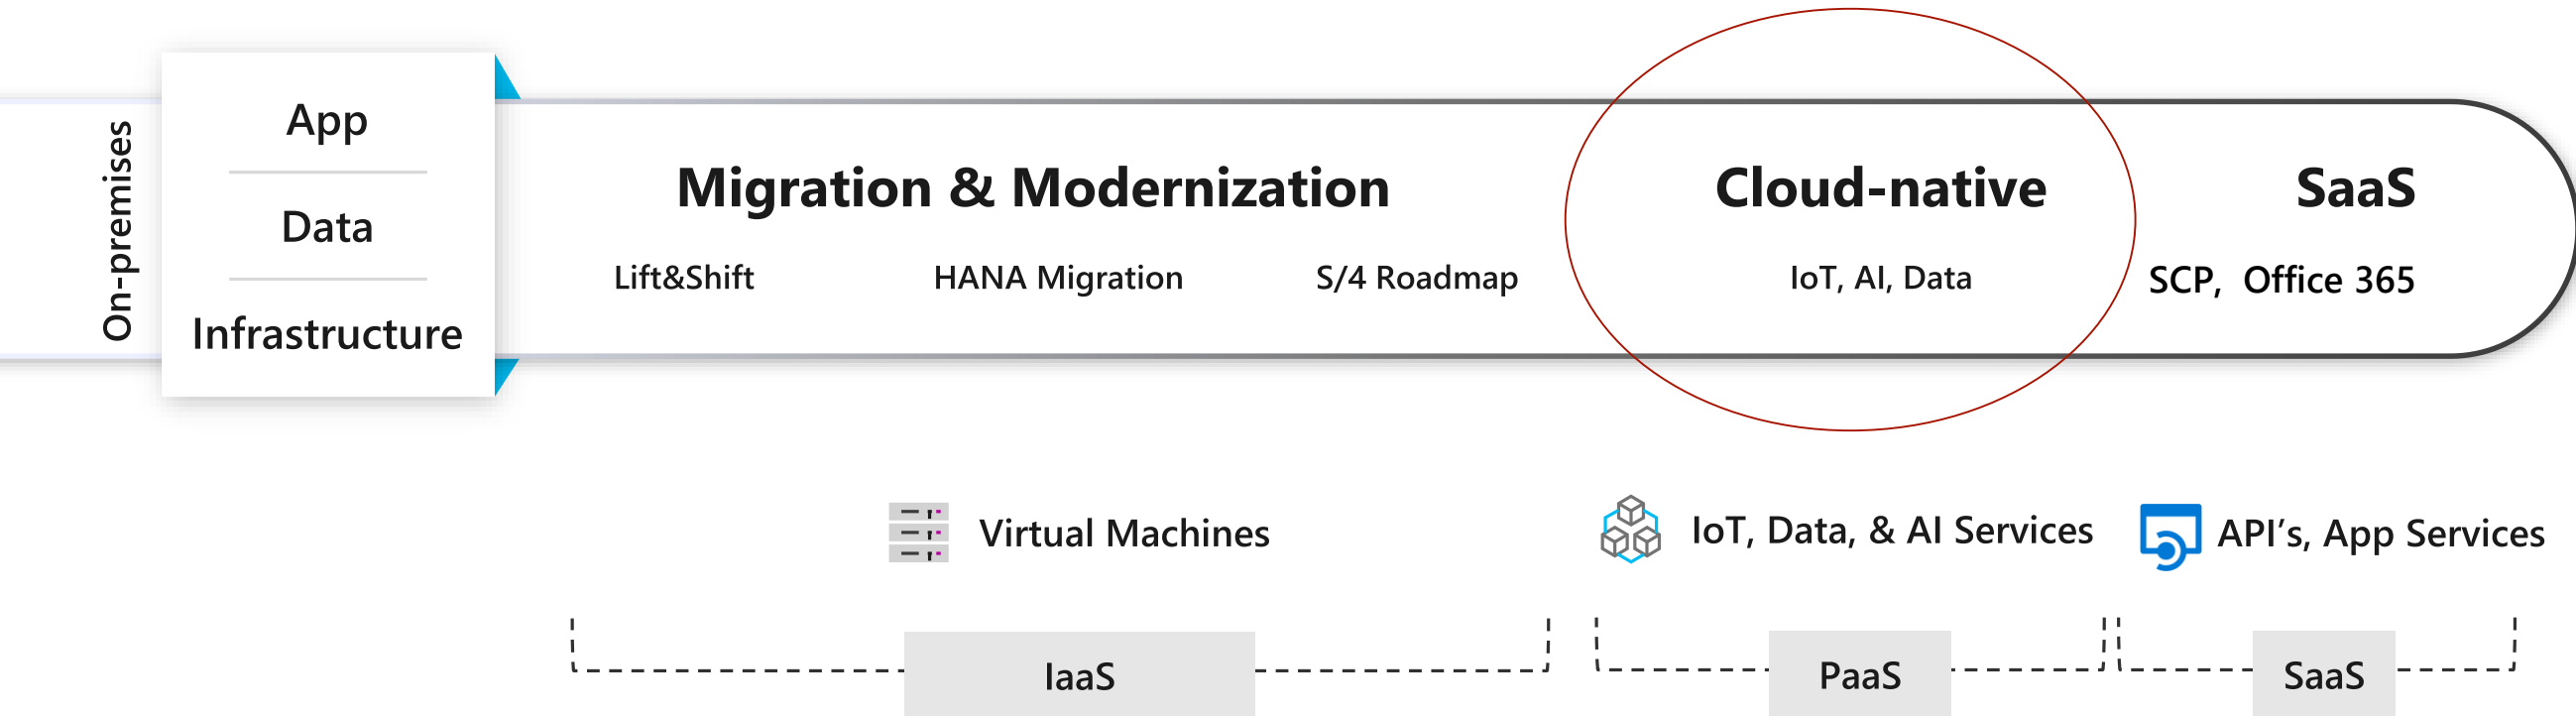 On-premises
App
Data
Infrastructure
Migration & Modernization
Lift&Shift
HANA Migration
S/4 Roadmap
Cloud-native
IoT, AI, Data
SaaS
SCP,  Office 365
Virtual Machines
IoT, Data, & AI Services
API's, App Services
IaaS
PaaS
SaaS